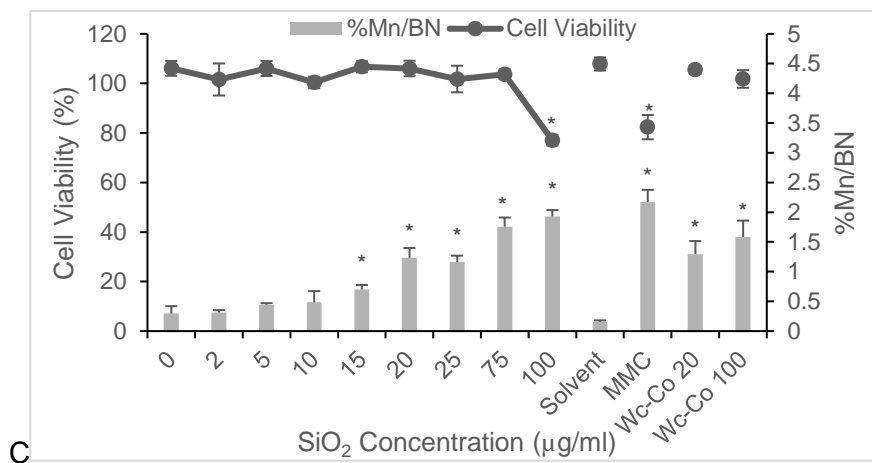 %Mn/BN Cell Viability
120
100
80
60
40
20
0
Cell Viability (%)
5
4.5
4
3.5
3
2.5
2
1.5
1
0.5
0
%Mn/BN
* * * * * * * * * *
0 2 5 10 15 20 25 75 100 Solvent MMC Wc-Co 20 Wc-Co 100
SiO₂ Concentration (µg/ml)
C